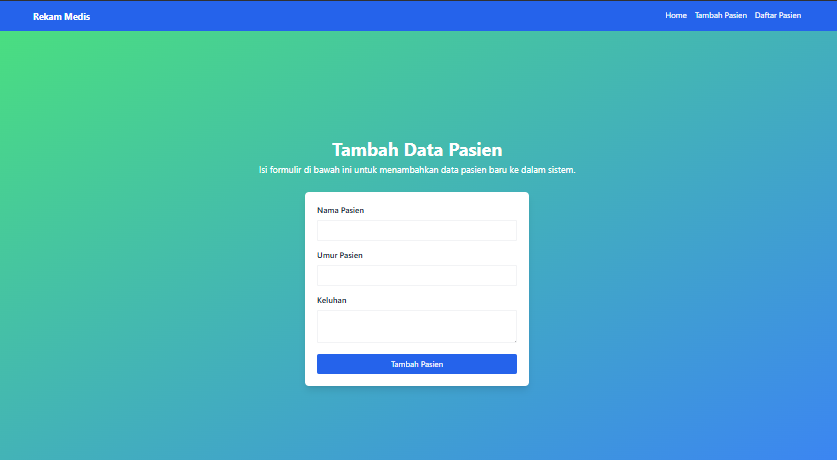 Rekam Medis
Home Tambah Pasien Daftar Pasien
Tambah Data Pasien
Isi formulir di bawah ini untuk menambahkan data pasien baru ke dalam sistem.
Nama Pasien
Umur Pasien
Keluhan
Tambah Pasien